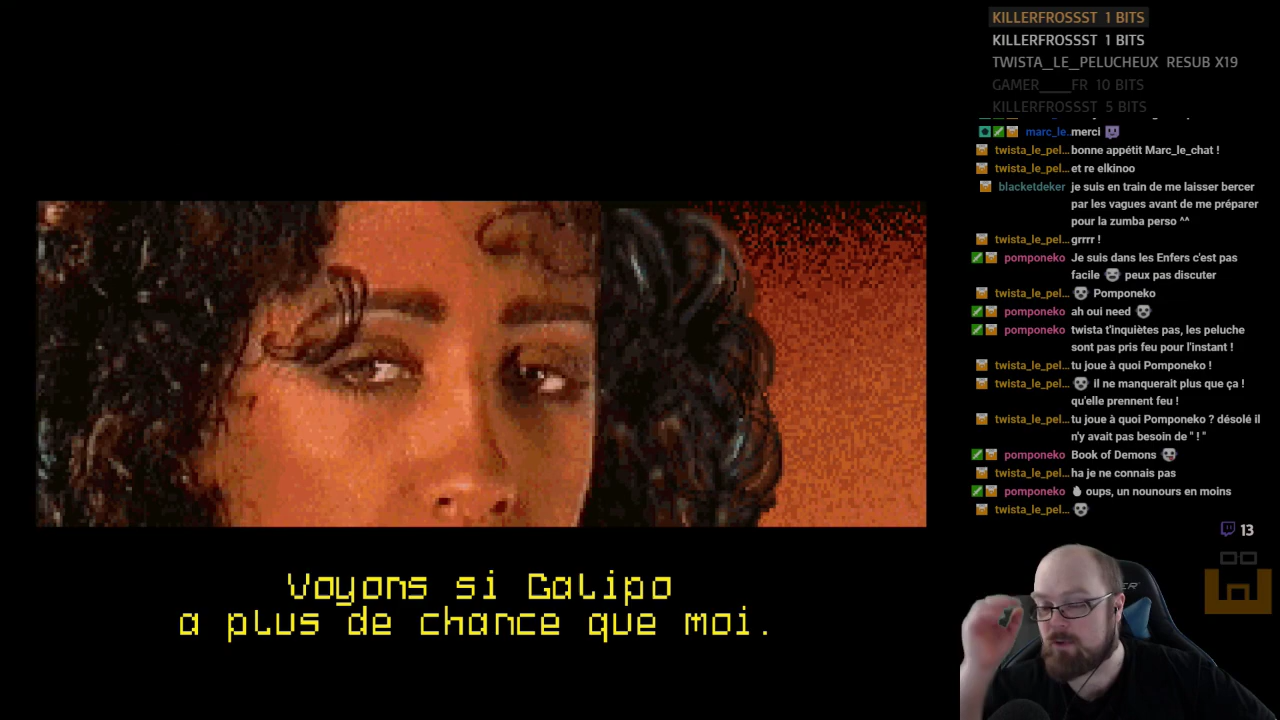 KILLERFROSSST 1 BITS
KILLERFROSSST 1 BITS
TWISTA_LE_PELUCHEUX RESUB X19
GAMER____FR 10 BITS
KILLERFROSSST 5 BITS
marc_le… merci
twista_le_pel… bonne appétit Marc_le_chat !
twista_le_pel… et re elkinoo
blacketdeker je suis en train de me laisser bercer
par les vagues avant de me préparer
pour la zumba perso ^^
twista_le_pel… grrrr !
pomponeko Je suis dans les Enfers c'est pas
facile peux pas discuter
twista_le_pel… Pomponeko
pomponeko ah oui need
pomponeko twista t'inquiètes pas, les peluche
sont pas pris feu pour l'instant !
twista_le_pel… tu joue à quoi Pomponeko !
twista_le_pel… il ne manquerait plus que ça !
qu'elle prennent feu !
twista_le_pel… tu joue à quoi Pomponeko ? désolé il
n'y avait pas besoin de " ! "
pomponeko Book of Demons
twista_le_pel… ha je ne connais pas
pomponeko oups, un nounours en moins
twista_le_pel…
13
Voyons si Galipo
a plus de chance que moi.